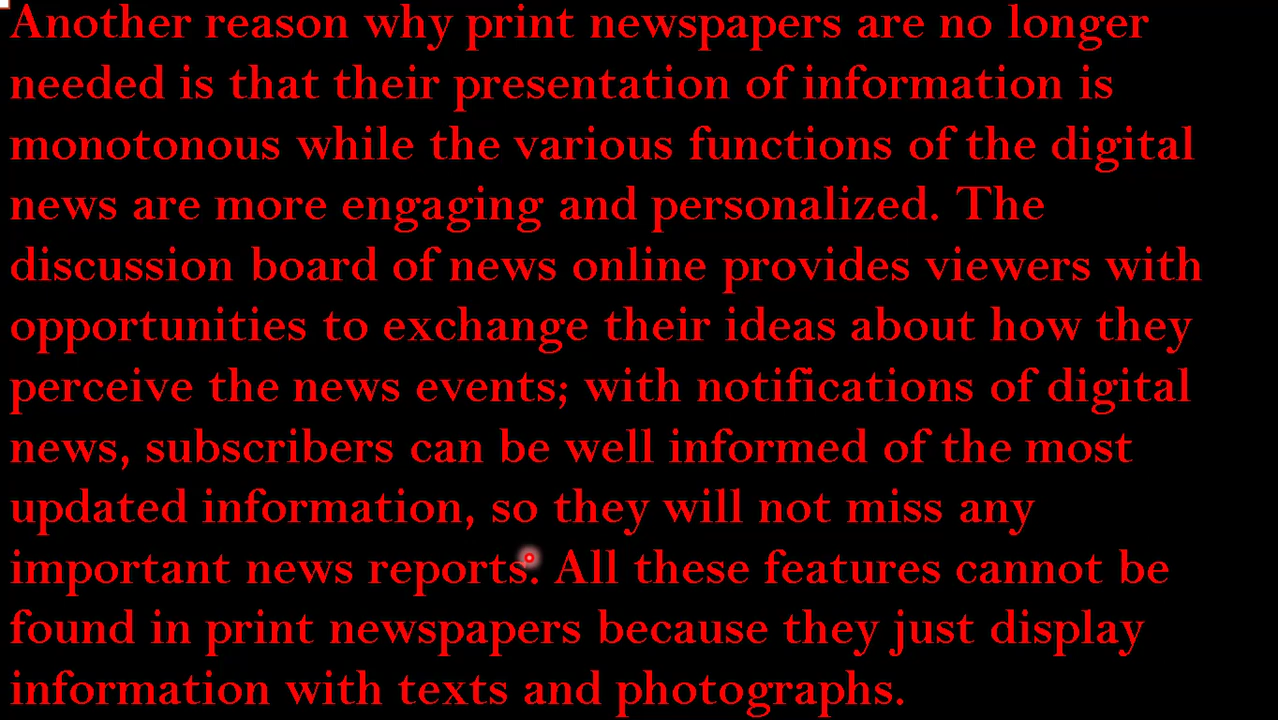 Another reason why print newspapers are no longer
needed is that their presentation of information is
monotonous while the various functions of the digital
news are more engaging and personalized. The
discussion board of news online provides viewers with
opportunities to exchange their ideas about how they
perceive the news events; with notifications of digital
news, subscribers can be well informed of the most
updated information, so they will not miss any
important news reports. All these features cannot be
found in print newspapers because they just display
information with texts and photographs.